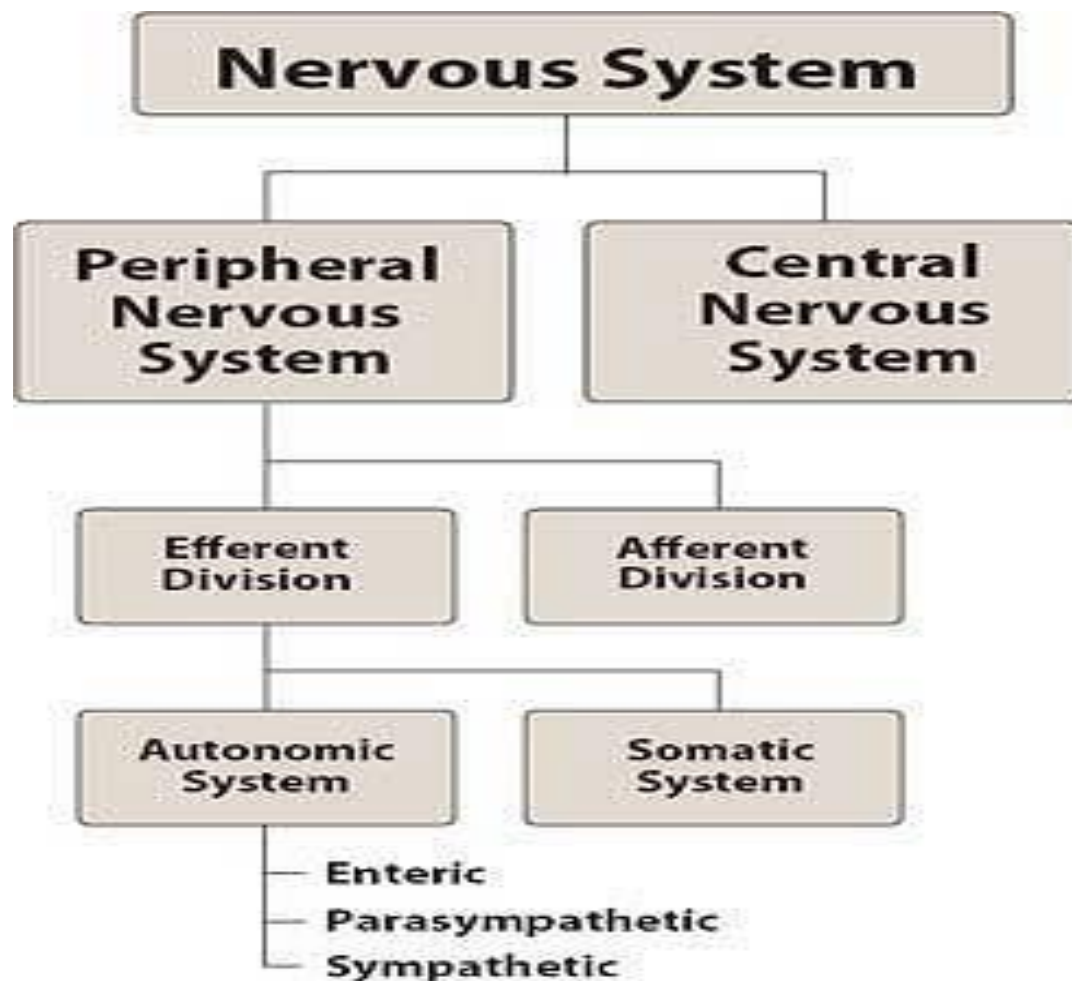 Nervous System
Peripheral
Nervous
System
Central
Nervous
System
Efferent
Division
Afferent
Division
Autonomic
System
Somatic
System
Enteric
Parasympathetic
Sympathetic